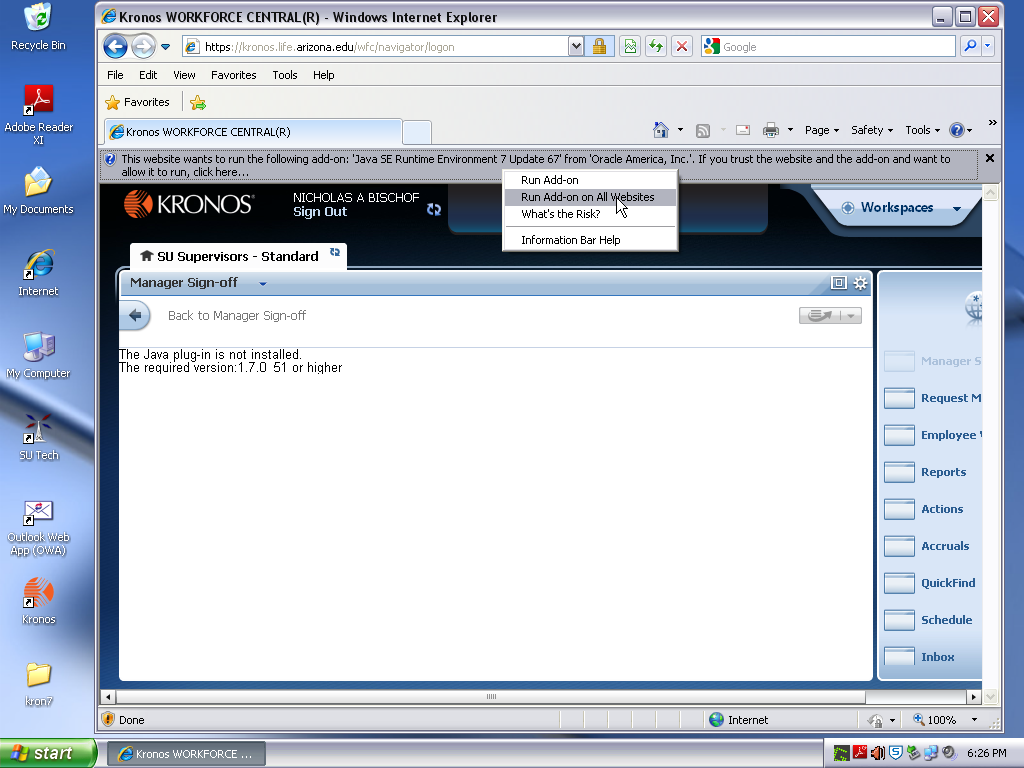 Kronos WORKFORCE CENTRAL(R) - Windows Internet Explorer
https://kronos.life.arizona.edu/wfc/navigator/logon
Google
File Edit View Favorites Tools Help
Favorites
Kronos WORKFORCE CENTRAL(R)
Page Safety Tools
This website wants to run the following add-on: 'Java SE Runtime Environment 7 Update 67' from 'Oracle America, Inc.'. If you trust the website and the add-on and want to
allow it to run, click here...
Run Add-on
Run Add-on on All Websites
What's the Risk?
Information Bar Help
KRONOS
NICHOLAS A BISCHOF
Sign Out
Workspaces
SU Supervisors - Standard
Manager Sign-off
Back to Manager Sign-off
The Java plug-in is not installed.
The required version:1.7.0_51 or higher
Manager S
Request M
Employee
Reports
Actions
Accruals
QuickFind
Schedule
Inbox
Done
Internet
100%
Recycle Bin
Adobe Reader
XI
My Documents
Internet
My Computer
SU Tech
Outlook Web
App (OWA)
Kronos
kron7
start
Kronos WORKFORCE ...
6:26 PM